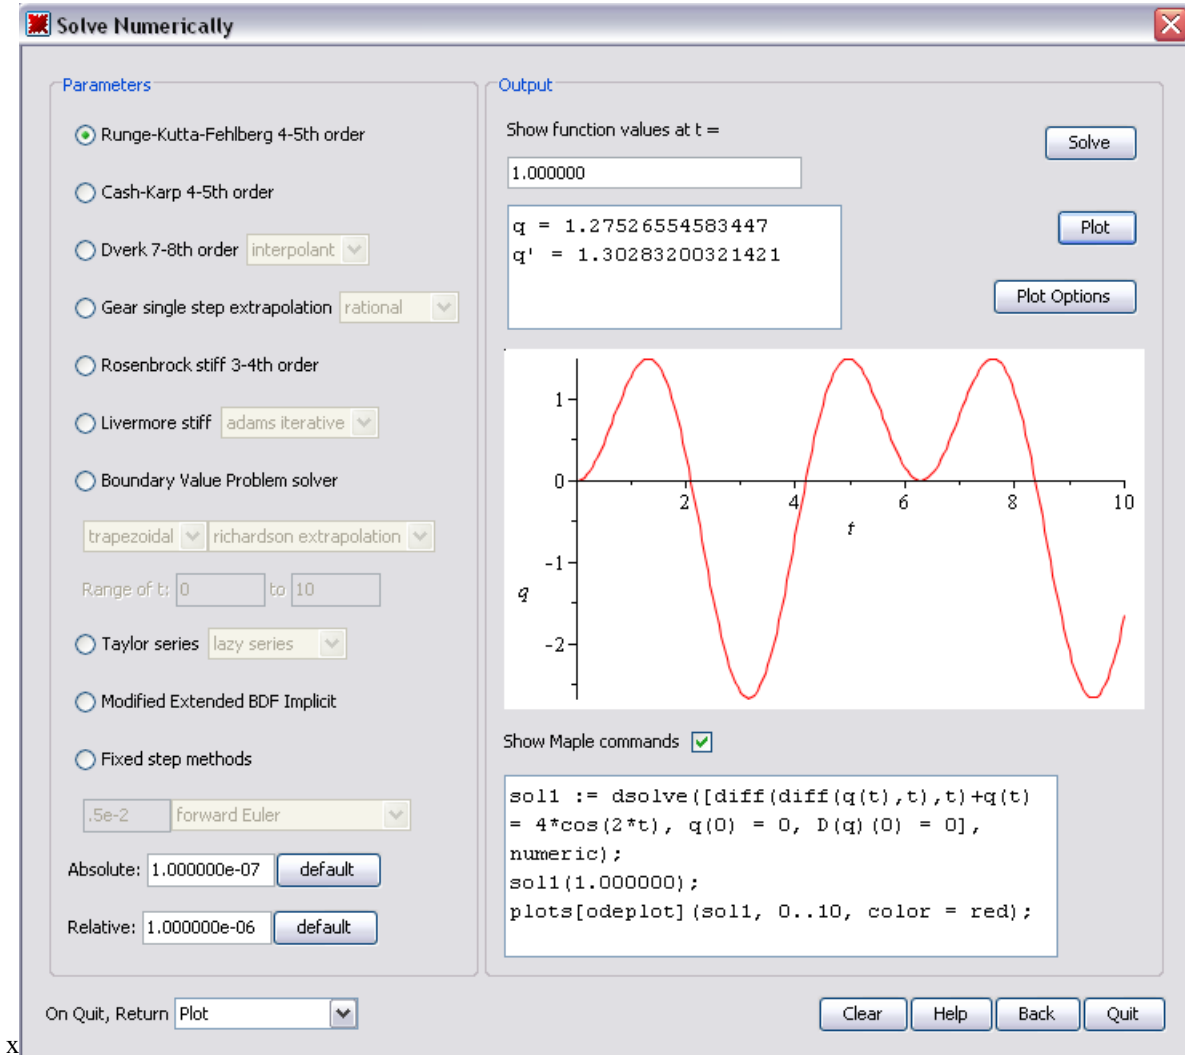 Solve Numerically
Parameters
Runge-Kutta-Fehlberg 4-5th order
Cash-Karp 4-5th order
Dverk 7-8th order interpolant
Gear single step extrapolation rational
Rosenbrock stiff 3-4th order
Livermore stiff adams iterative
Boundary Value Problem solver
trapezoidal richardson extrapolation
Range of t: 0 to 10
Taylor series lazy series
Modified Extended BDF Implicit
Fixed step methods
.5e-2 forward Euler
Absolute: 1.000000e-07 default
Relative: 1.000000e-06 default
Output
Show function values at t =
1.000000
Solve
q = 1.27526554583447
q' = 1.30283200321421
Plot
Plot Options
1
0
2 4 6 8 10
t
-1
q
-2
Show Maple commands
sol1 := dsolve([diff(diff(q(t),t),t)+q(t)
= 4*cos(2*t), q(0) = 0, D(q)(0) = 0],
numeric);
sol1(1.000000);
plots[odeplot](sol1, 0..10, color = red);
On Quit, Return Plot
Clear Help Back Quit
x